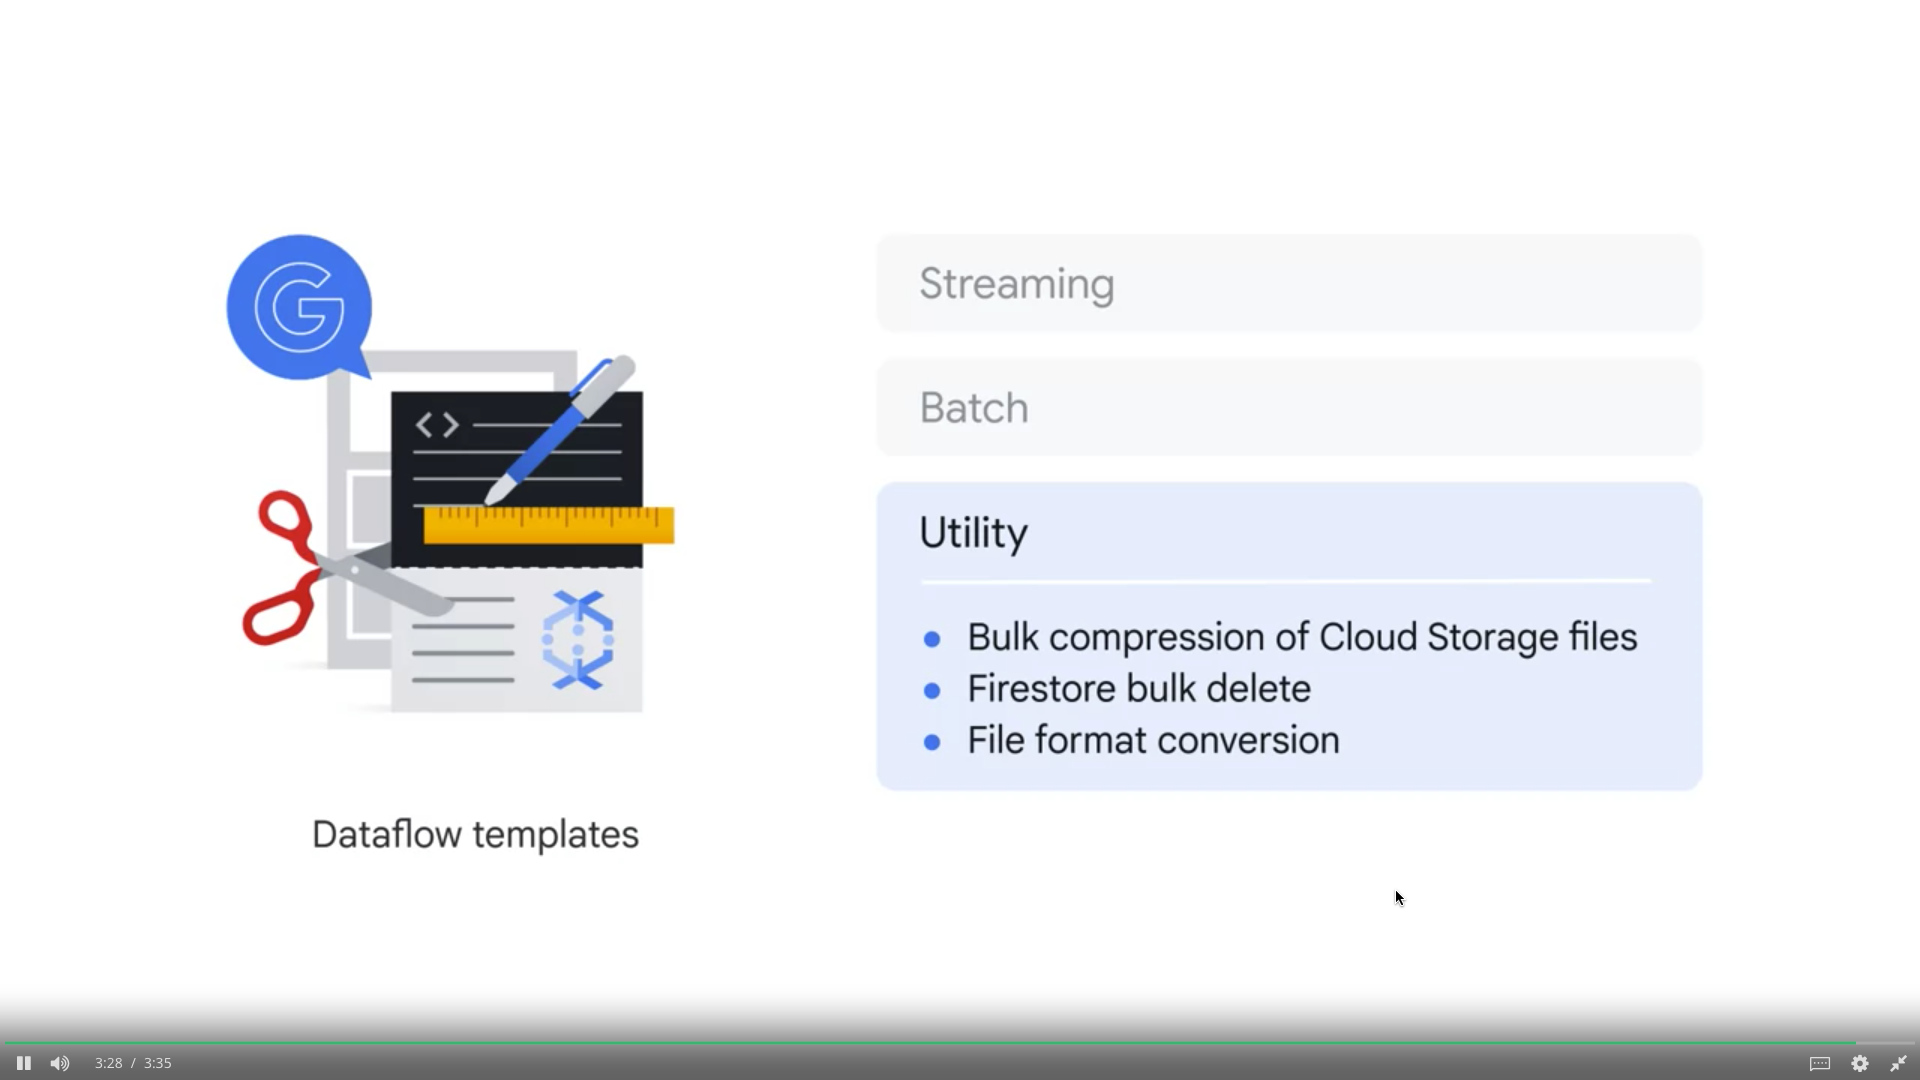 G
<>
Dataflow templates
Streaming
Batch
Utility
Bulk compression of Cloud Storage files
Firestore bulk delete
File format conversion
3:28 / 3:35